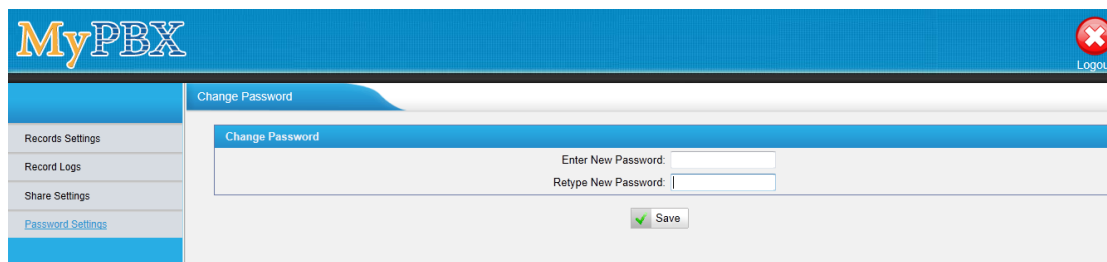 MyPBX
Logou
Change Password
Records Settings
Record Logs
Share Settings
Password Settings
Change Password
Enter New Password:
Retype New Password:
Save